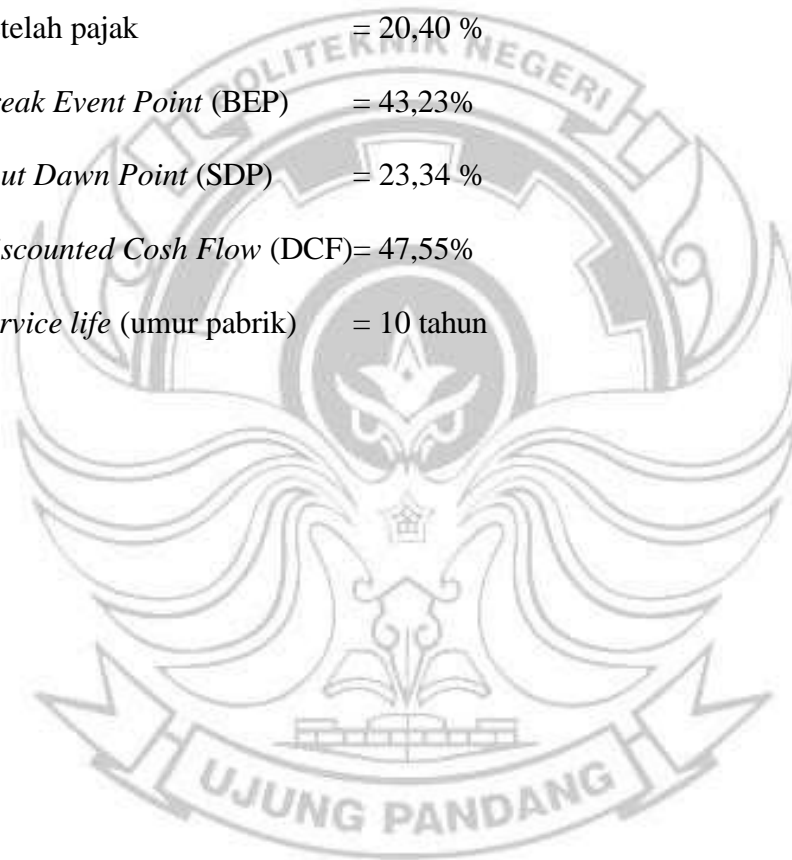 telah pajak = 20,40 %
POLITEKNIK NEGERI
eak Event Point (BEP) = 43,23%
ut Dawn Point (SDP) = 23,34 %
scounted Cosh Flow (DCF)= 47,55%
rvice life (umur pabrik) = 10 tahun
UJUNG PANDANG